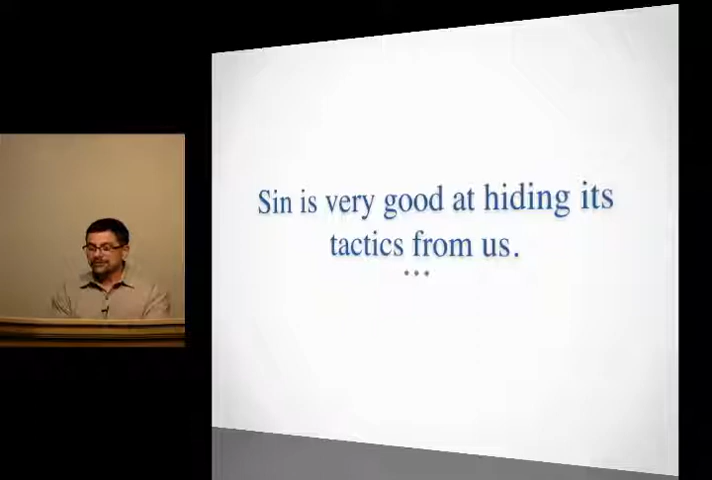 Sin is very good at hiding its
tactics from us.
...